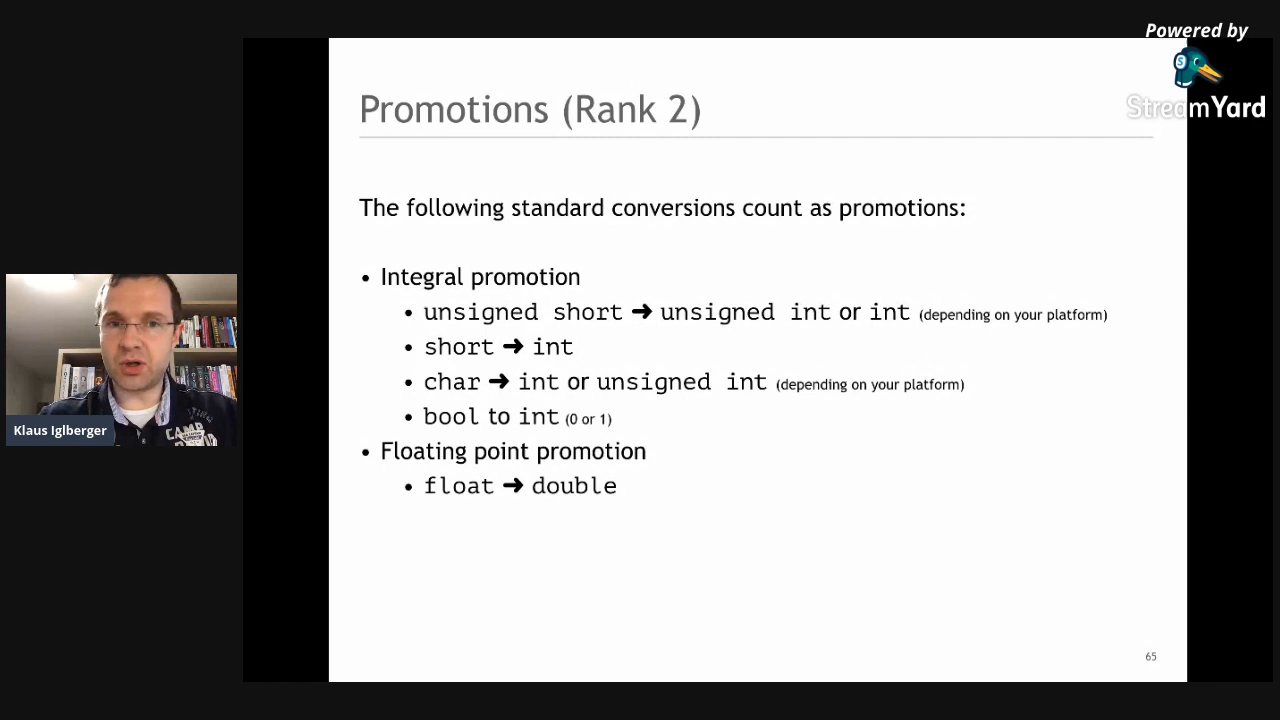 Powered by
StreamYard
Promotions (Rank 2)
The following standard conversions count as promotions:
• Integral promotion
• unsigned short ➜ unsigned int or int (depending on your platform)
• short ➜ int
• char ➜ int or unsigned int (depending on your platform)
• bool to int (0 or 1)
• Floating point promotion
• float ➜ double
Klaus Iglberger
CAMP
65